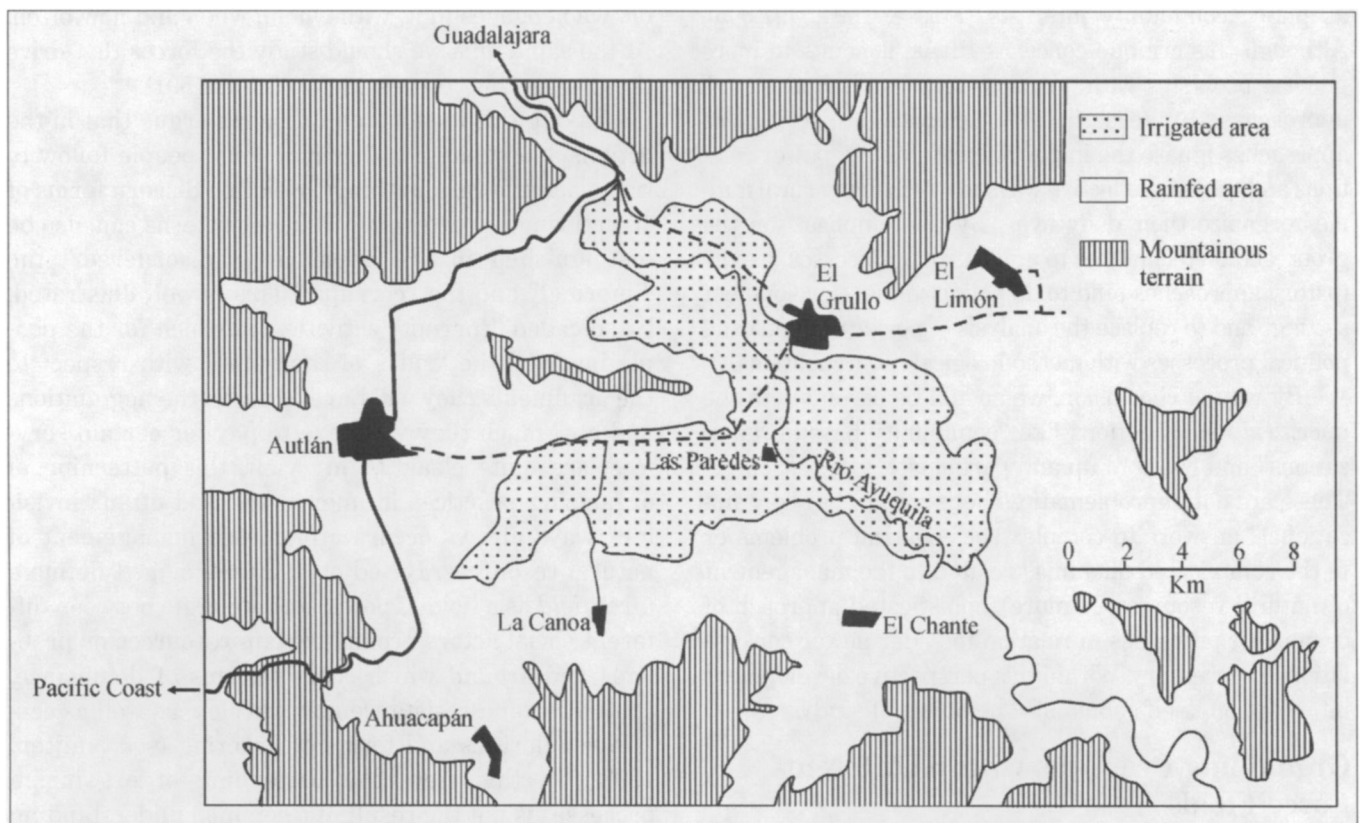 Guadalajara
Irrigated area
Rainfed area
Mountainous
terrain
El
Grullo
El
Limón
Autlán
Las Paredes
Río Ayuquila
0 2 4 6 8
Km
La Canoa
El Chante
Pacific Coast
Ahuacapán